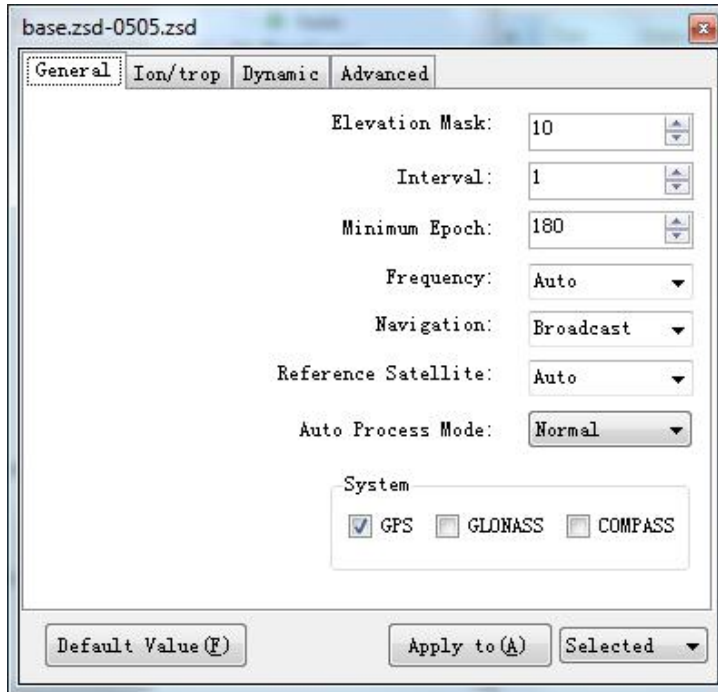 base.zsd-0505.zsd
General Ion/trop Dynamic Advanced
Elevation Mask: 10
Interval: 1
Minimum Epoch: 180
Frequency: Auto
Navigation: Broadcast
Reference Satellite: Auto
Auto Process Mode: Normal
System
GPS GLONASS COMPASS
Default Value(F) Apply to(A) Selected